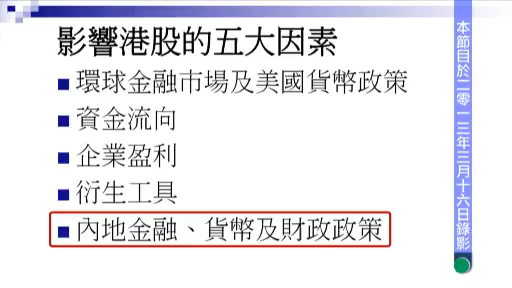 影響港股的五大因素
環球金融市場及美國貨幣政策
資金流向
企業盈利
衍生工具
內地金融、貨幣及財政政策
本節目於二零一三年三月十六日錄影